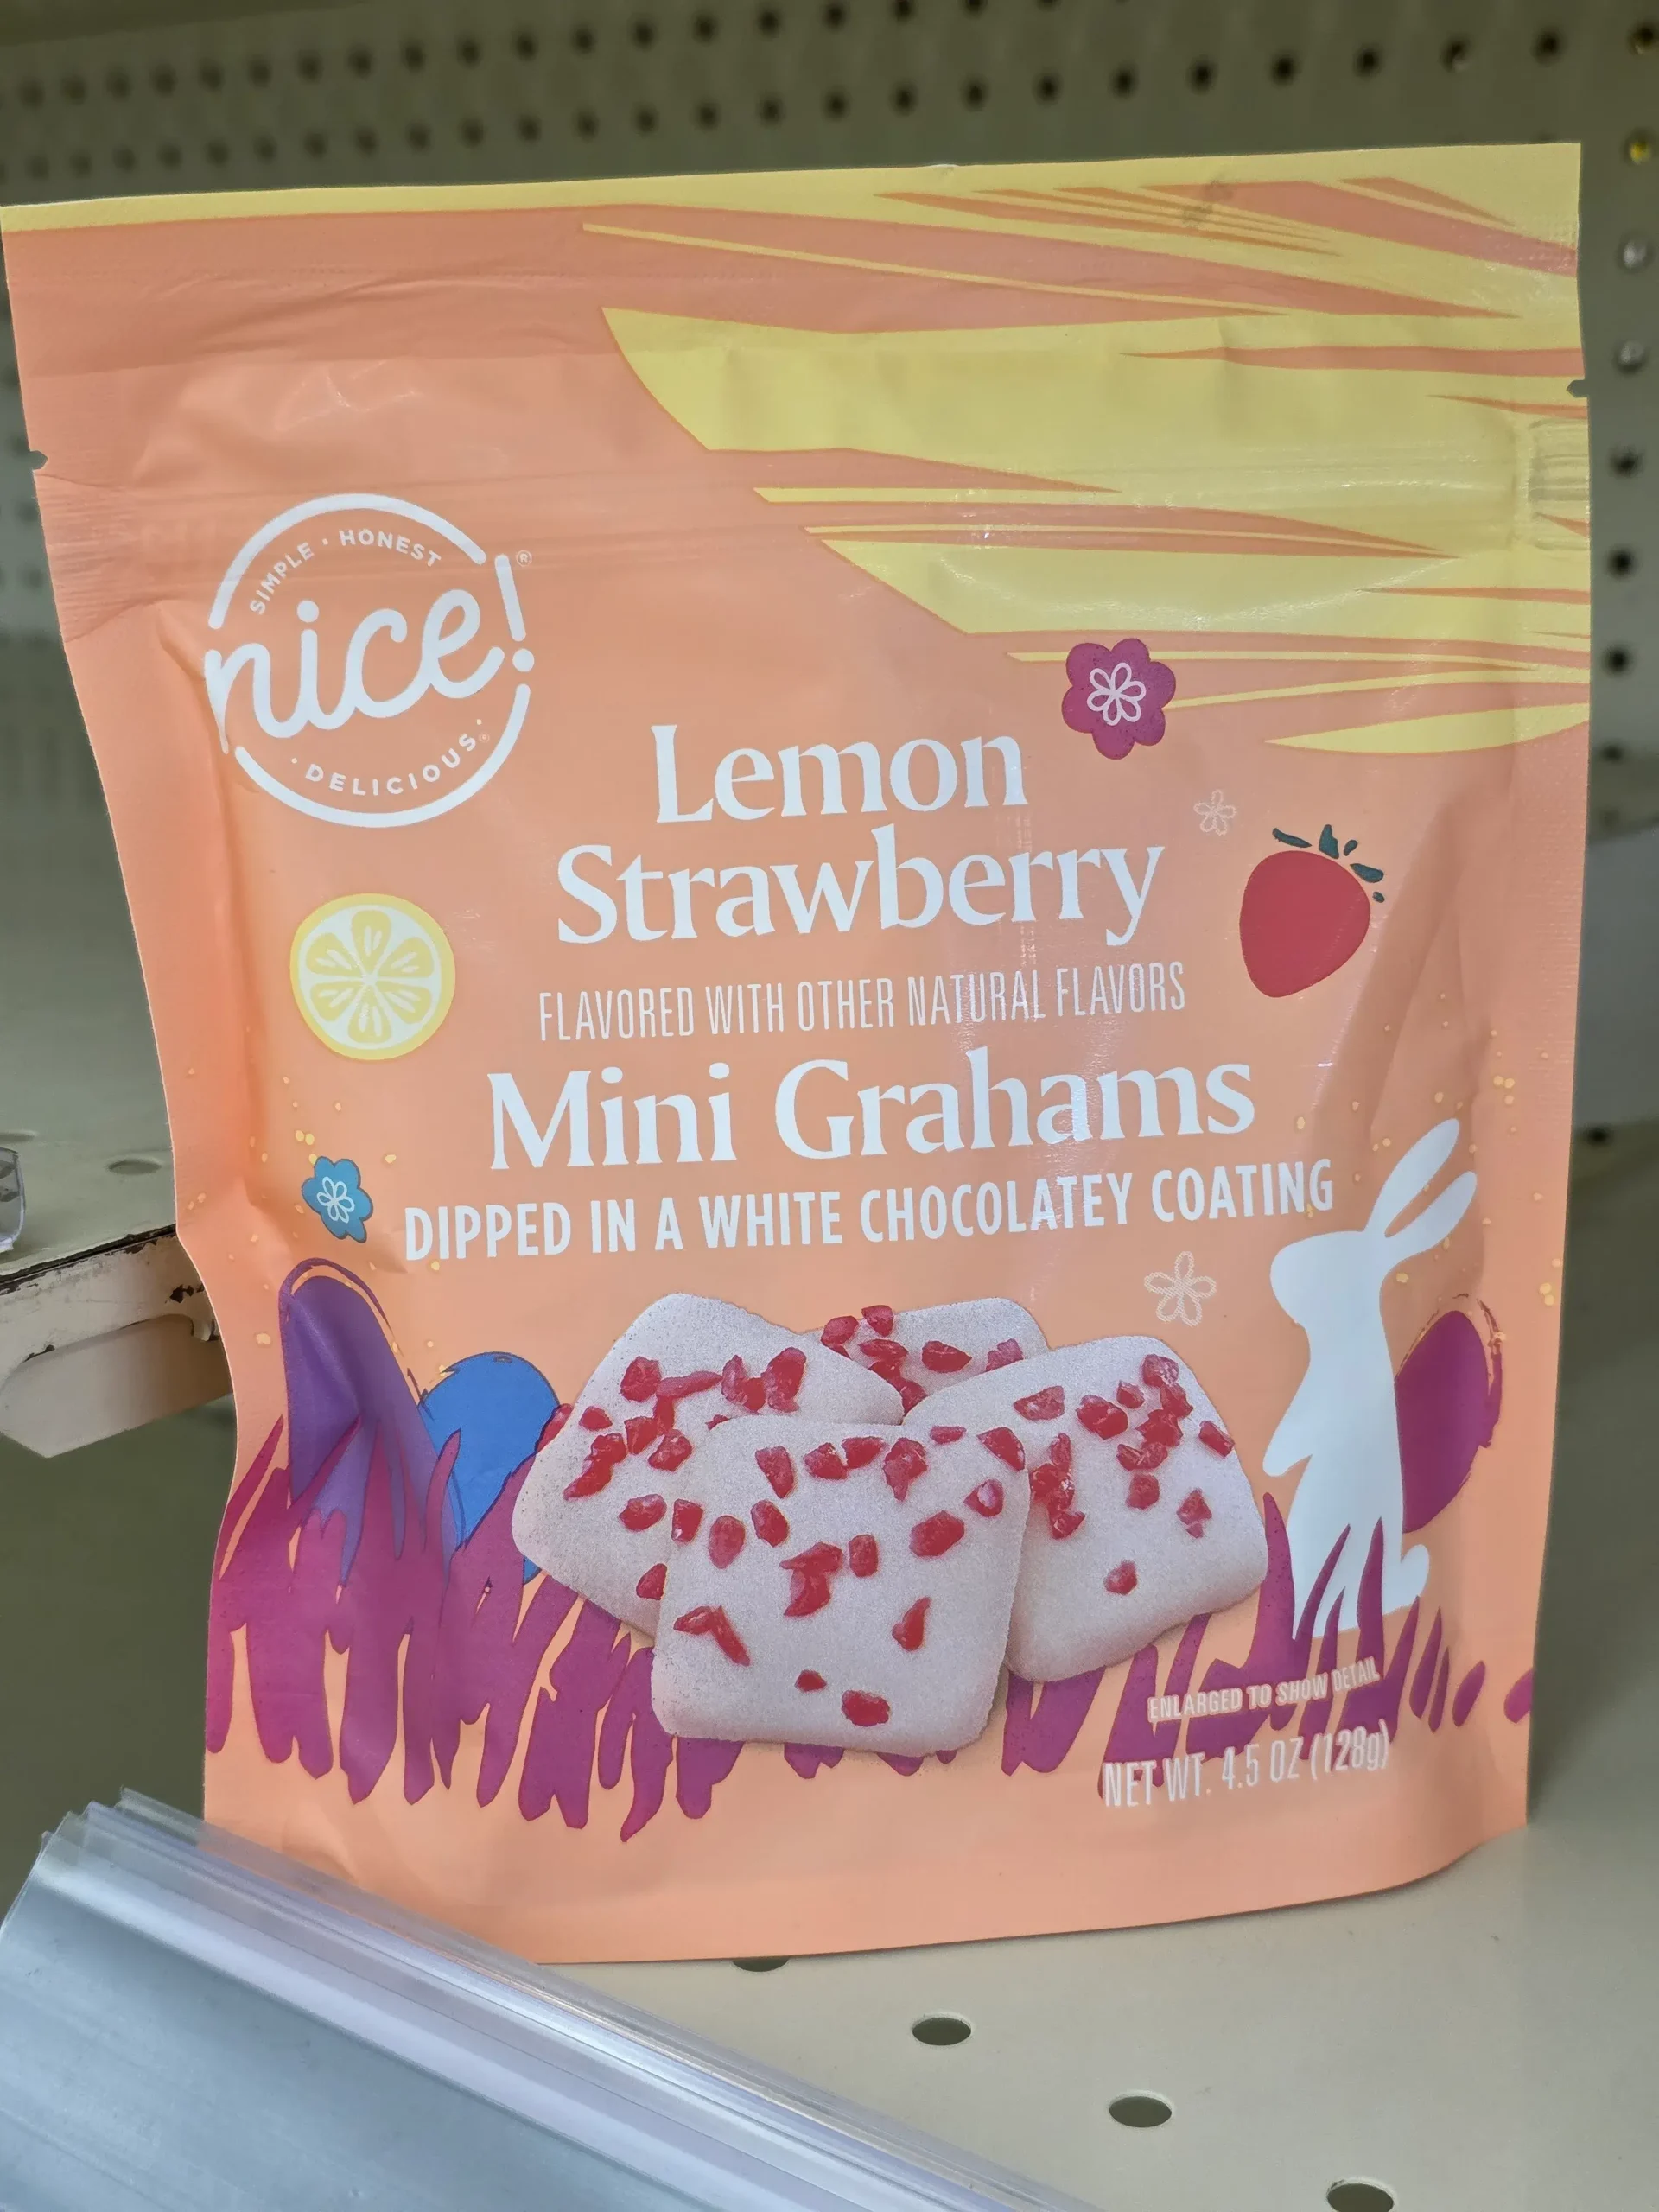 SIMPLE · HONEST
nice!®
· DELICIOUS.®
Lemon
Strawberry
FLAVORED WITH OTHER NATURAL FLAVORS
Mini Grahams
DIPPED IN A WHITE CHOCOLATEY COATING
ENLARGED TO SHOW DETAIL
NET WT. 4.5 OZ (128g)